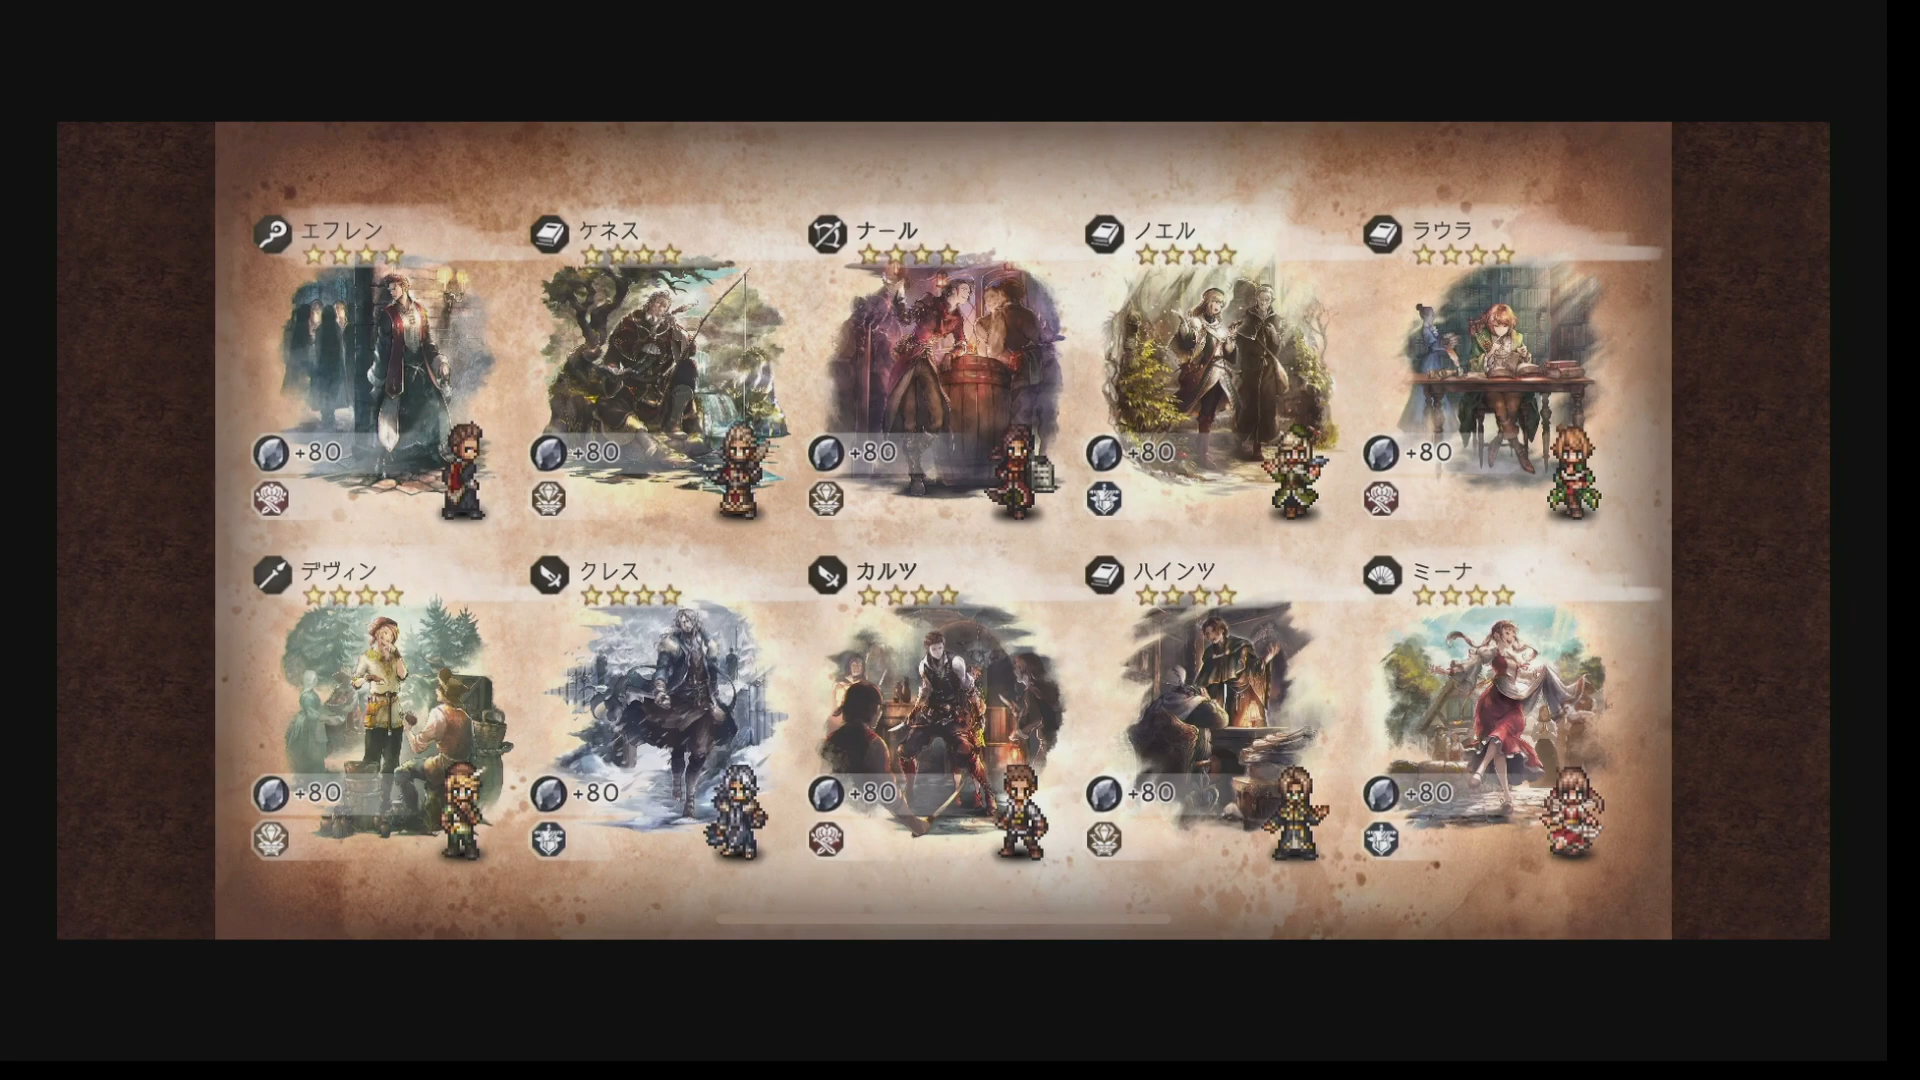 エフレン
ケネス
ナール
ノエル
ラウラ
+80
+80
+80
+80
+80
デヴィン
クレス
カルツ
ハインツ
ミーナ
+80
+80
+80
+80
+80